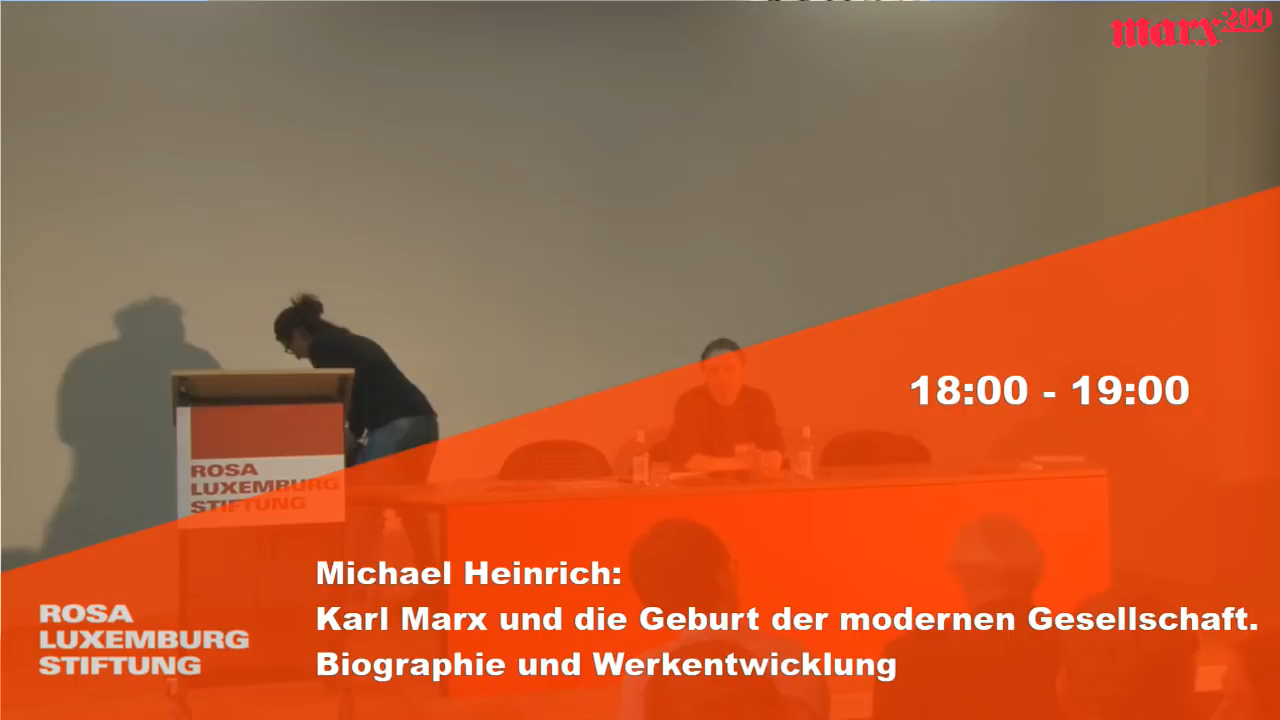 marx200
18:00 - 19:00
ROSA
LUXEMBURG
STIFTUNG
Michael Heinrich:
Karl Marx und die Geburt der modernen Gesellschaft.
Biographie und Werkentwicklung
ROSA
LUXEMBURG
STIFTUNG